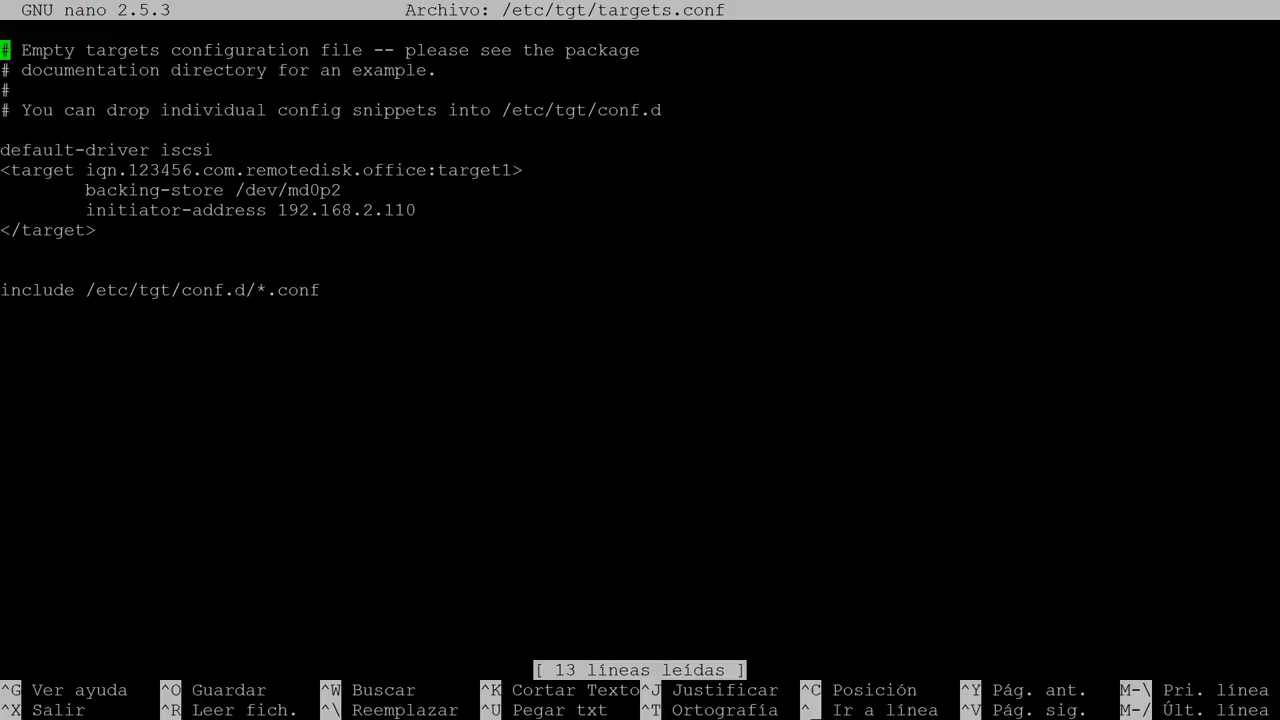 GNU nano 2.5.3 Archivo: /etc/tgt/targets.conf
# Empty targets configuration file -- please see the package
# documentation directory for an example.
#
# You can drop individual config snippets into /etc/tgt/conf.d
default-driver iscsi
<target iqn.123456.com.remotedisk.office:target1>
backing-store /dev/md0p2
initiator-address 192.168.2.110
</target>
include /etc/tgt/conf.d/*.conf
[ 13 líneas leídas ]
^G Ver ayuda ^O Guardar ^W Buscar ^K Cortar Texto ^J Justificar ^C Posición ^Y Pág. ant. M-\ Pri. línea
^X Salir ^R Leer fich. ^\ Reemplazar ^U Pegar txt ^T Ortografía ^_ Ir a línea ^V Pág. sig. M-/ Últ. línea